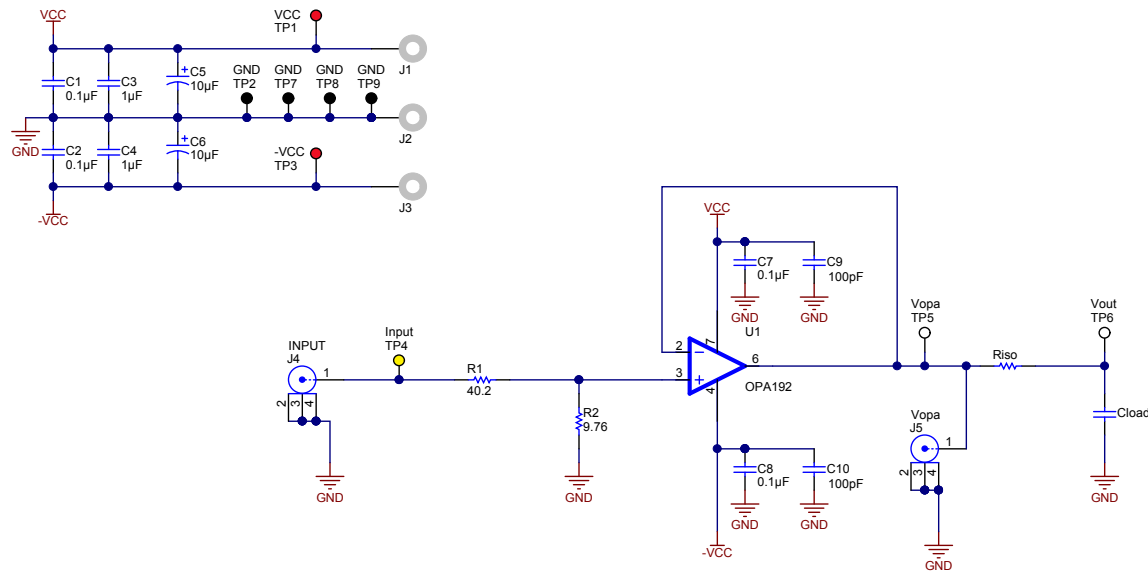 VCC
VCC
TP1
J1
C1
0.1µF
C3
1µF
C5
+
10µF
GND
TP2
GND
TP7
GND
TP8
GND
TP9
J2
GND
C2
0.1µF
C4
1µF
C6
+
10µF
-VCC
TP3
J3
-VCC
VCC
C7
0.1µF
C9
100pF
GND
GND
U1
INPUT
J4
1
2
3
4
GND
Input
TP4
R1
40.2
R2
9.76
GND
2
3
7
4
6
OPA192
C8
0.1µF
C10
100pF
GND
GND
-VCC
Vopa
TP5
Riso
Vout
TP6
Cload
GND
Vopa
J5
1
2
3
4
GND